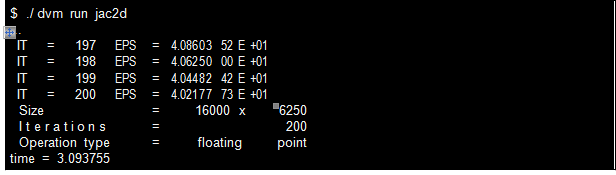 $ ./ dvm run jac2d
..
IT = 197 EPS = 4.08603 52 E +01
IT = 198 EPS = 4.06250 00 E +01
IT = 199 EPS = 4.04482 42 E +01
IT = 200 EPS = 4.02177 73 E +01
Size = 16000 x 6250
Iterations = 200
Operation type = floating point
time = 3.093755